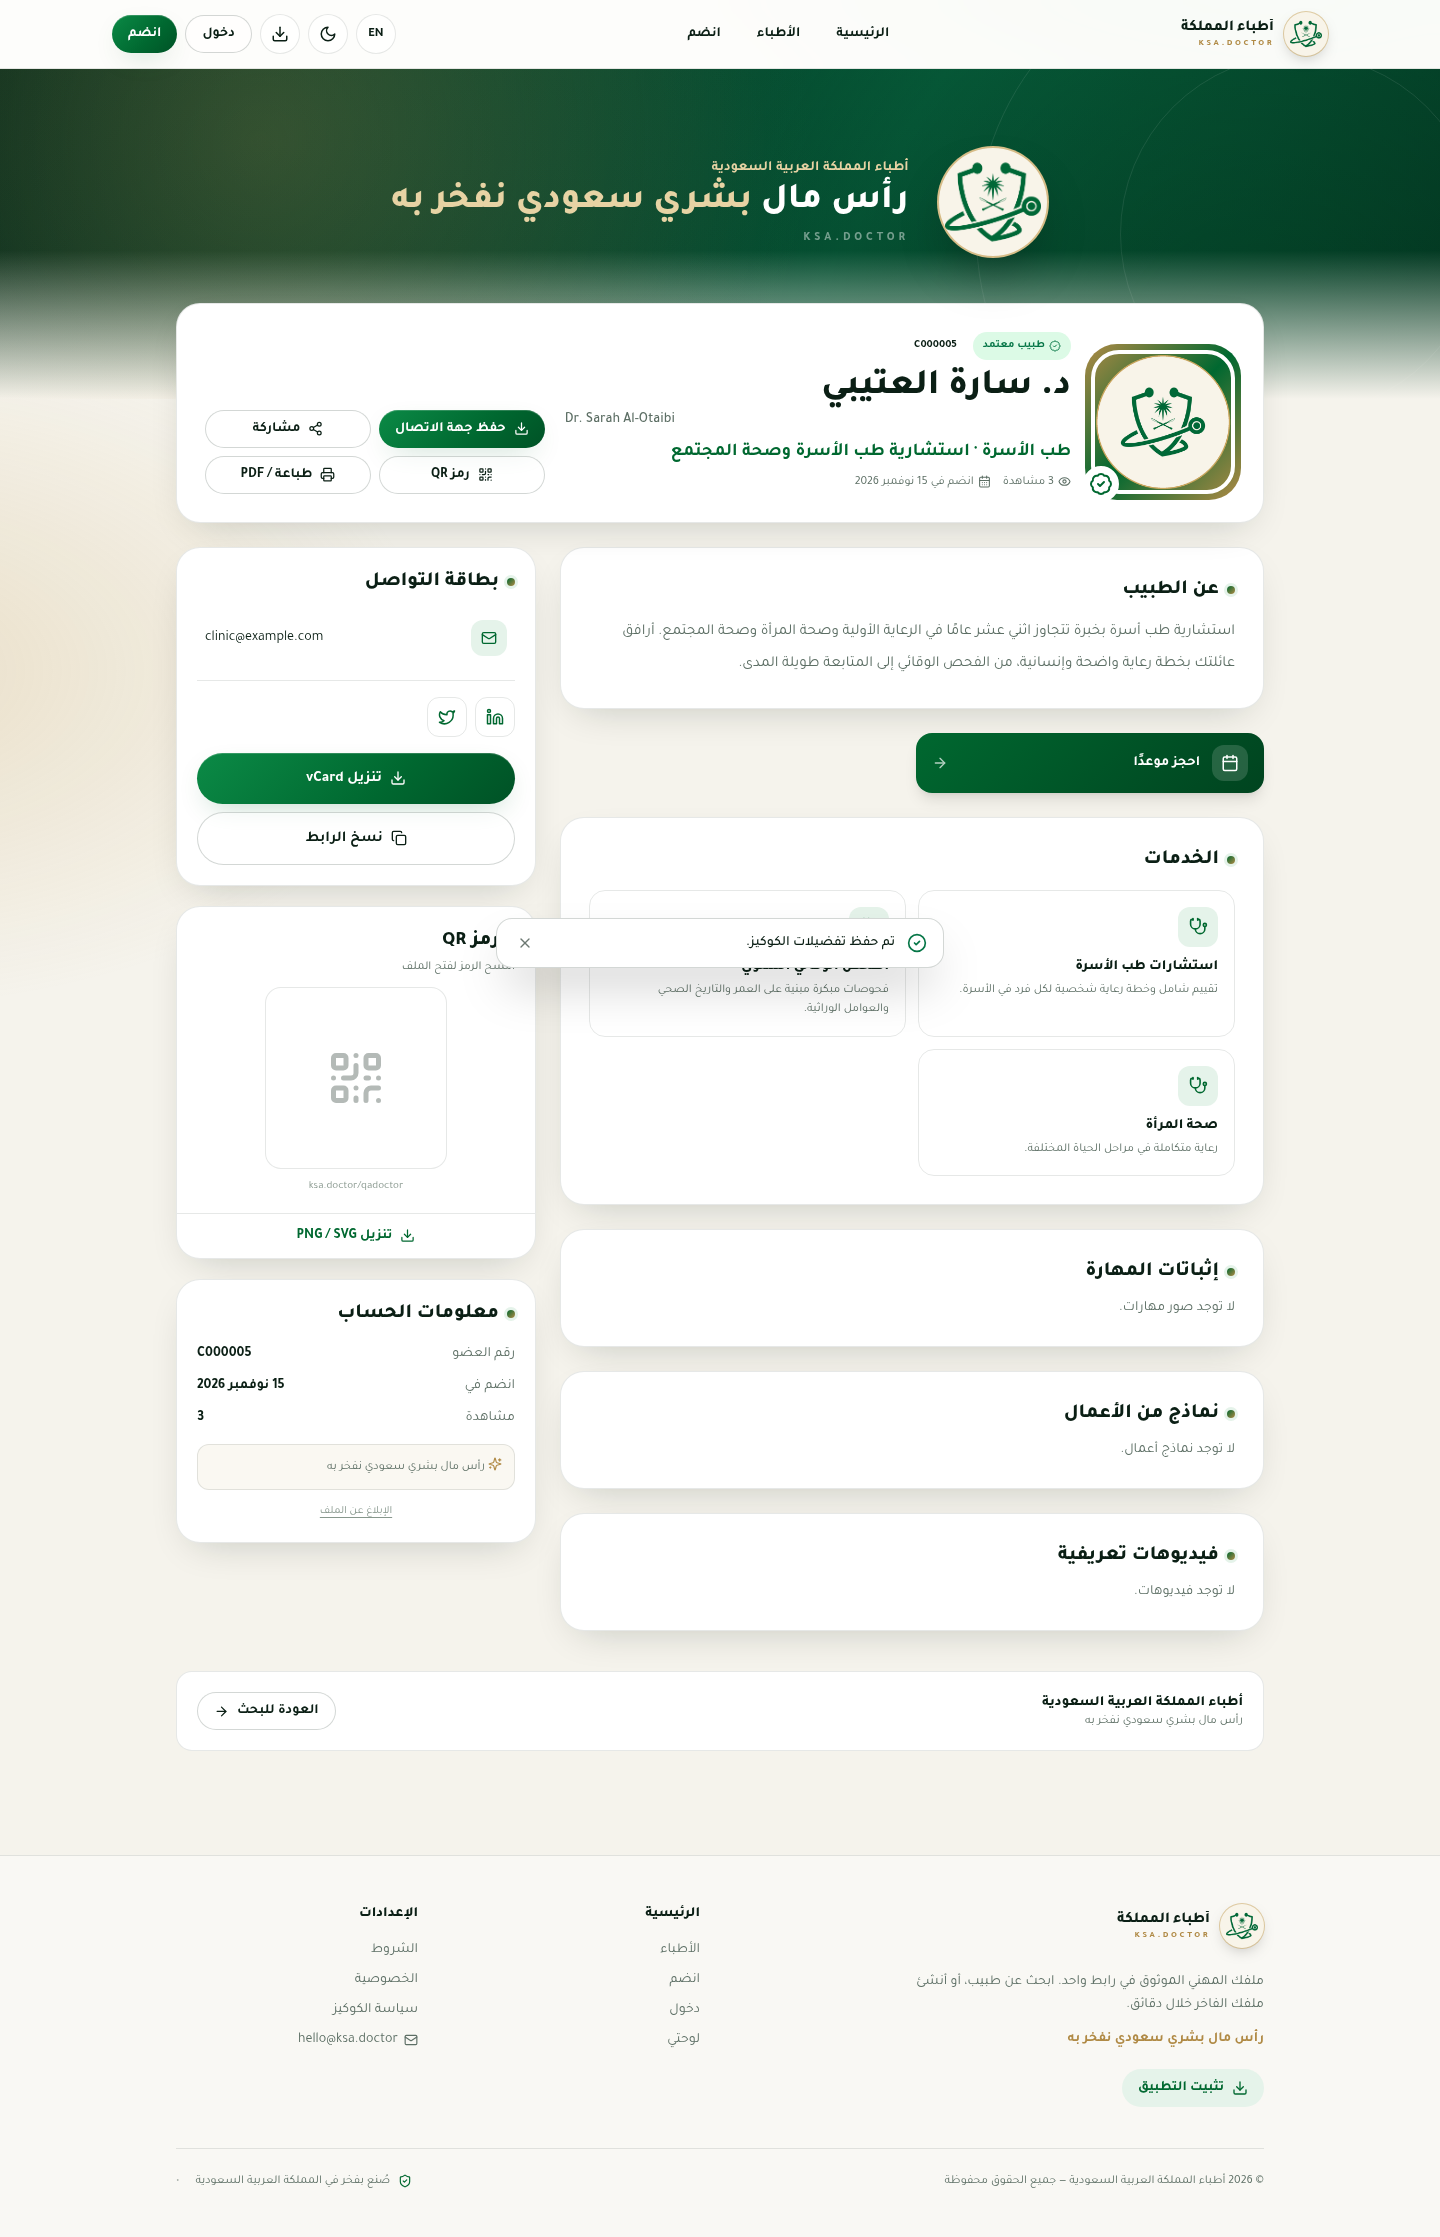 أطباء المملكة
KSA.DOCTOR
الرئيسية
الأطباء
انضم
EN
دخول
انضم
أطباء المملكة العربية السعودية
رأس مال بشري سعودي نفخر به
KSA.DOCTOR
طبيب معتمد
C000005
د. سارة العتيبي
Dr. Sarah Al-Otaibi
طب الأسرة · استشارية طب الأسرة وصحة المجتمع
3 مشاهدة
انضم في 15 نوفمبر 2026
حفظ جهة الاتصال
مشاركة
رمز QR
طباعة / PDF
عن الطبيب
استشارية طب أسرة بخبرة تتجاوز اثني عشر عامًا في الرعاية الأولية وصحة المرأة وصحة المجتمع. أرافق
عائلتك بخطة رعاية واضحة وإنسانية، من الفحص الوقائي إلى المتابعة طويلة المدى.
احجز موعدًا
الخدمات
استشارات طب الأسرة
تقييم شامل وخطة رعاية شخصية لكل فرد في الأسرة.
فحوصات مبكرة مبنية على العمر والتاريخ الصحي
والعوامل الوراثية.
صحة المرأة
رعاية متكاملة في مراحل الحياة المختلفة.
تم حفظ تفضيلات الكوكيز.
إثباتات المهارة
لا توجد صور مهارات.
نماذج من الأعمال
لا توجد نماذج أعمال.
فيديوهات تعريفية
لا توجد فيديوهات.
بطاقة التواصل
clinic@example.com
تنزيل vCard
نسخ الرابط
رمز QR
الرمز لفتح الملف
ksa.doctor/qadoctor
تنزيل PNG / SVG
معلومات الحساب
رقم العضو
C000005
انضم في
15 نوفمبر 2026
مشاهدة
3
رأس مال بشري سعودي نفخر به
الإبلاغ عن الملف
أطباء المملكة العربية السعودية
رأس مال بشري سعودي نفخر به
العودة للبحث
أطباء المملكة
KSA.DOCTOR
ملفك المهني الموثوق في رابط واحد. ابحث عن طبيب، أو أنشئ
ملفك الفاخر خلال دقائق.
رأس مال بشري سعودي نفخر به
تثبيت التطبيق
الرئيسية
الأطباء
انضم
دخول
لوحتي
الإعدادات
الشروط
الخصوصية
سياسة الكوكيز
hello@ksa.doctor
© 2026 أطباء المملكة العربية السعودية — جميع الحقوق محفوظة
صُنع بفخر في المملكة العربية السعودية ·